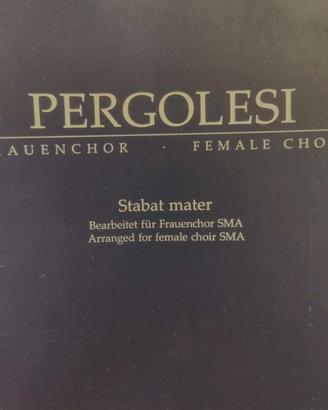 PERGOLESI
RAUENCHOR · FEMALE CHO
Stabat mater
Bearbeitet für Frauenchor SMA
Arranged for female choir SMA